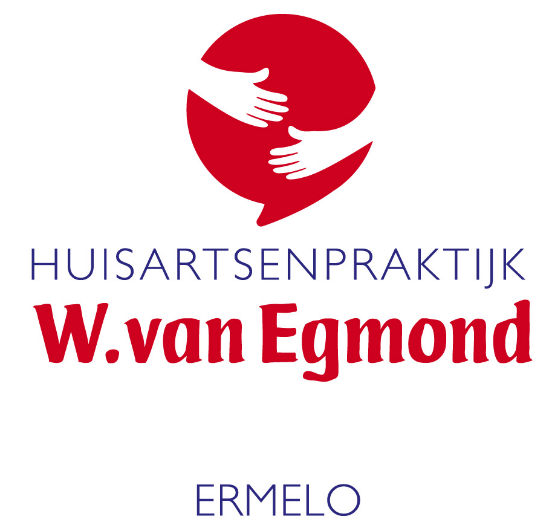 HUISARTSENPRAKTIJK
W. van Egmond
ERMELO